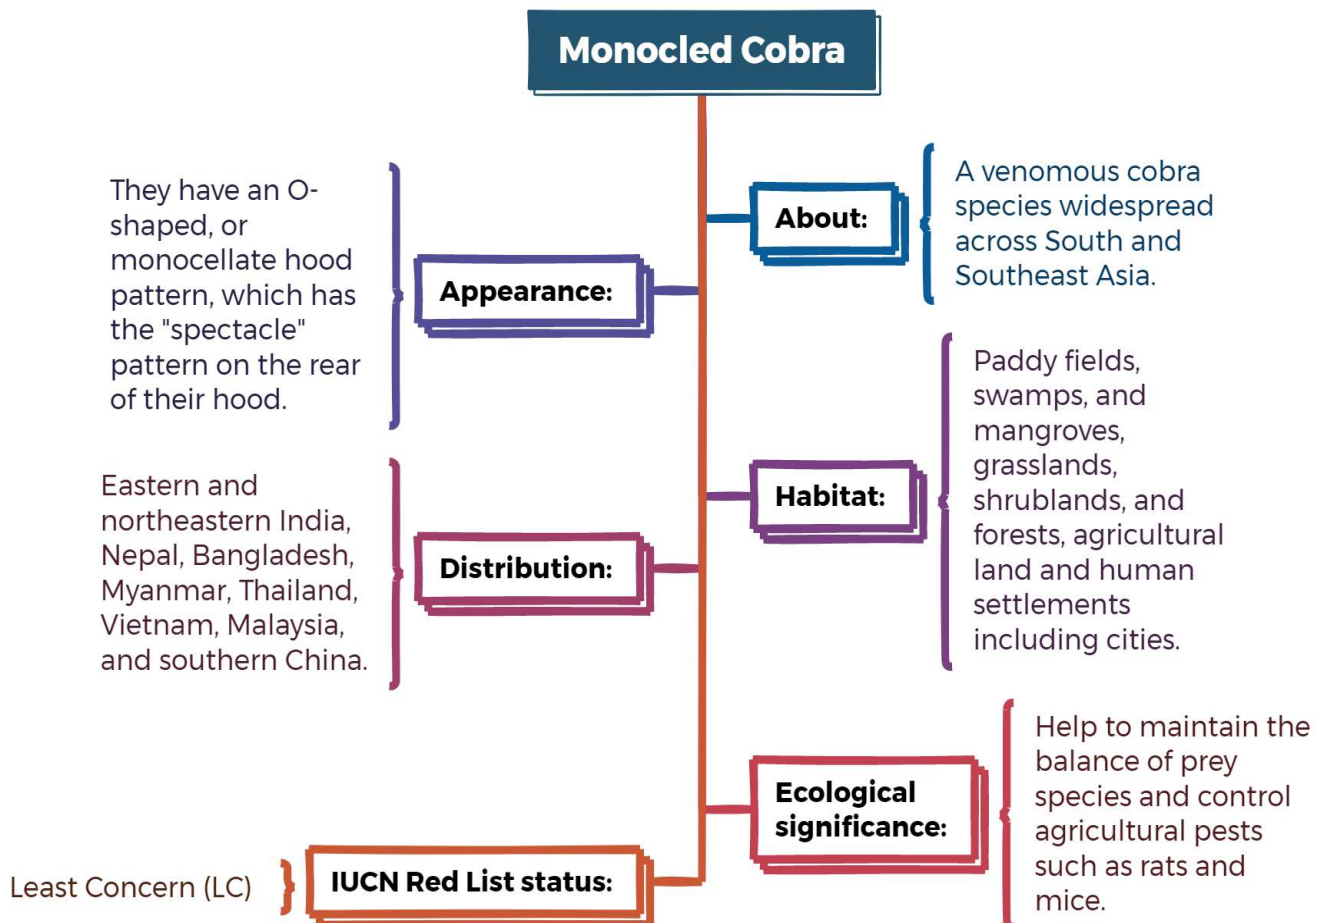 Monocled Cobra
About:
A venomous cobra
species widespread
across South and
Southeast Asia.
Appearance:
They have an O-
shaped, or
monocellate hood
pattern, which has
the "spectacle"
pattern on the rear
of their hood.
Habitat:
Paddy fields,
swamps, and
mangroves,
grasslands,
shrublands, and
forests, agricultural
land and human
settlements
including cities.
Distribution:
Eastern and
northeastern India,
Nepal, Bangladesh,
Myanmar, Thailand,
Vietnam, Malaysia,
and southern China.
Ecological
significance:
Help to maintain the
balance of prey
species and control
agricultural pests
such as rats and
mice.
IUCN Red List status:
Least Concern (LC)